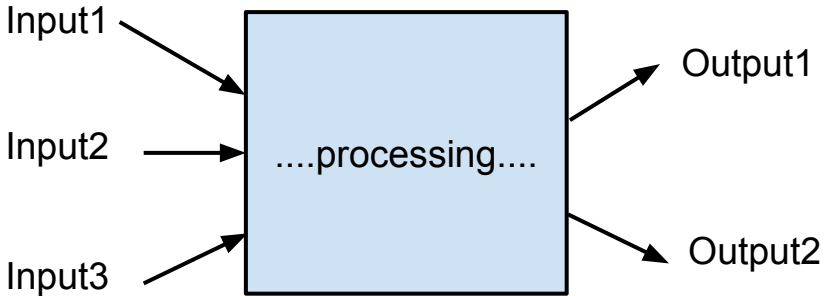 Input1
Output1
Input2
....processing....
Input3
Output2